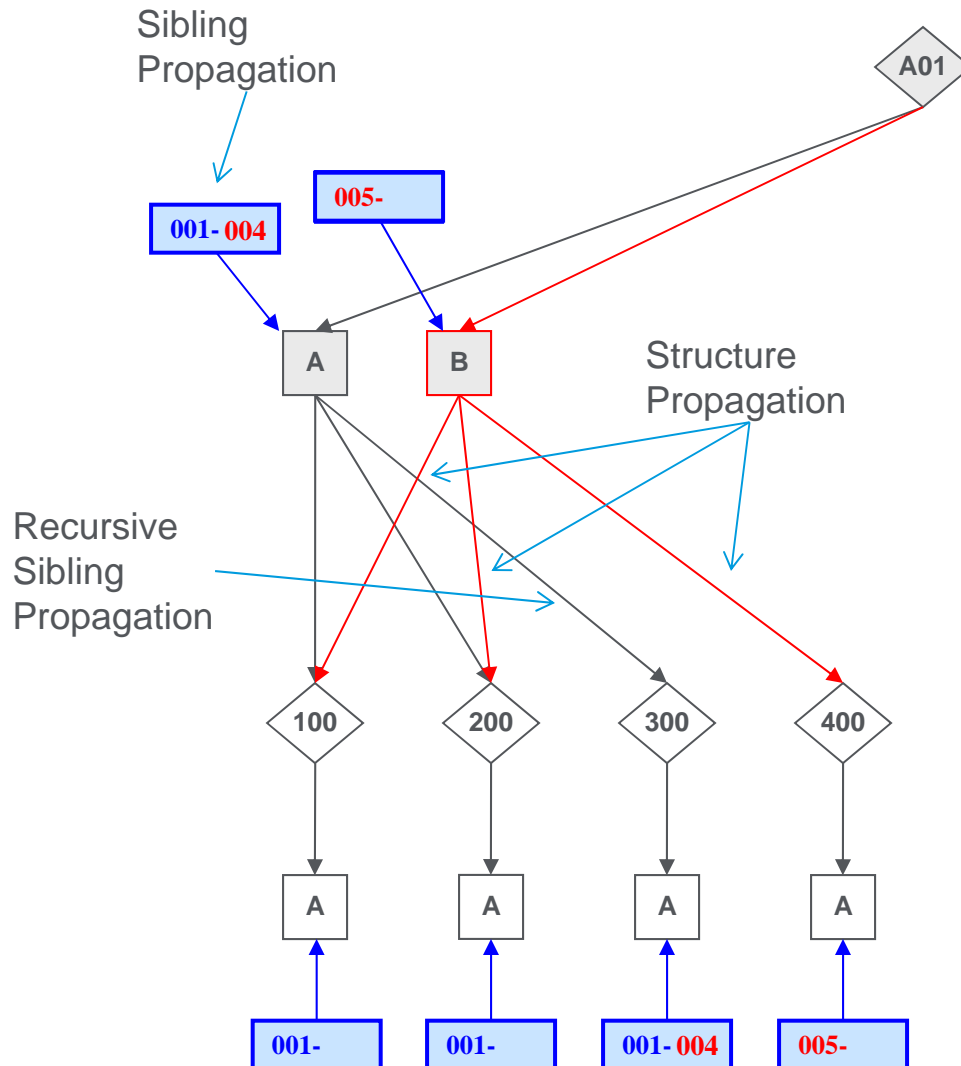 Sibling
Propagation
A01
005-
001- 004
A
B
Structure
Propagation
Recursive
Sibling
Propagation
100
200
300
400
A
A
A
A
001-
001-
001- 004
005-